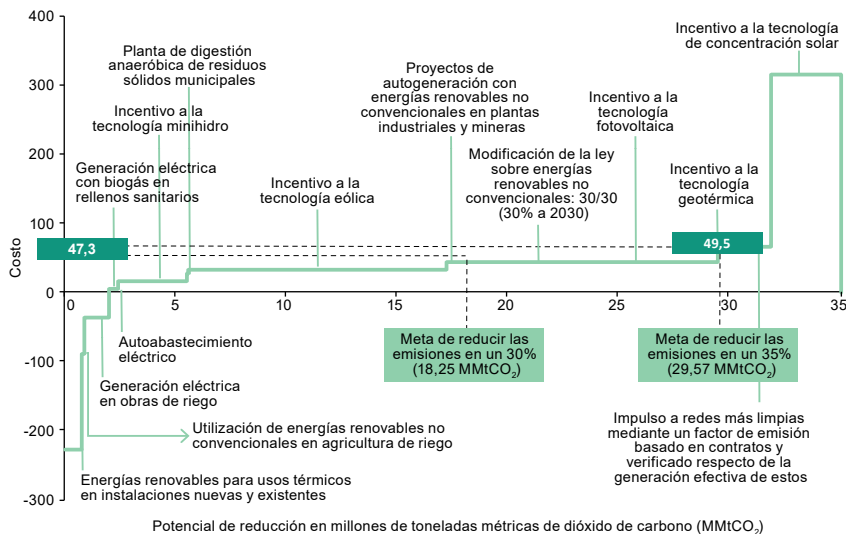 400
300
200
100
0
-100
-200
-300
Costo
0
5
10
15
20
25
30
35
Planta de digestión
anaeróbica de residuos
sólidos municipales
Incentivo a la
tecnología minihidro
Generación eléctrica
con biogás en
rellenos sanitarios
Incentivo a la
tecnología eólica
Proyectos de
autogeneración con
energías renovables no
convencionales en plantas
industriales y mineras
Modificación de la ley
sobre energías
renovables no
convencionales: 30/30
(30% a 2030)
Incentivo a la
tecnología
fotovoltaica
Incentivo a la
tecnología
geotérmica
Incentivo a la tecnología
de concentración solar
47,3
49,5
Autoabastecimiento
eléctrico
Generación eléctrica
en obras de riego
Utilización de energías renovables no
convencionales en agricultura de riego
Energías renovables para usos térmicos
en instalaciones nuevas y existentes
Meta de reducir las
emisiones en un 30%
(18,25 MMtCO₂)
Meta de reducir las
emisiones en un 35%
(29,57 MMtCO₂)
Impulso a redes más limpias
mediante un factor de emisión
basado en contratos y
verificado respecto de la
generación efectiva de estos
Potencial de reducción en millones de toneladas métricas de dióxido de carbono (MMtCO₂)